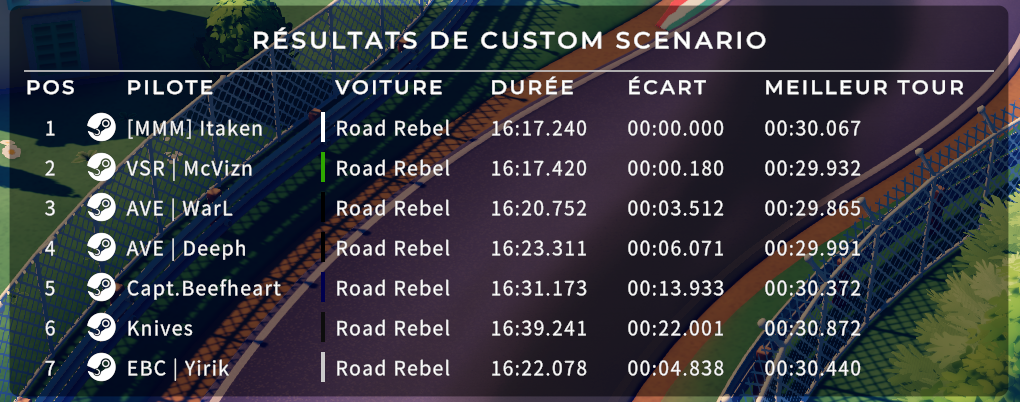 RÉSULTATS DE CUSTOM SCENARIO
POS PILOTE VOITURE DURÉE ÉCART MEILLEUR TOUR
1 [MMM] Itaken Road Rebel 16:17.240 00:00.000 00:30.067
2 VSR | McVizn Road Rebel 16:17.420 00:00.180 00:29.932
3 AVE | WarL Road Rebel 16:20.752 00:03.512 00:29.865
4 AVE | Deeph Road Rebel 16:23.311 00:06.071 00:29.991
5 Capt.Beefheart Road Rebel 16:31.173 00:13.933 00:30.372
6 Knives Road Rebel 16:39.241 00:22.001 00:30.872
7 EBC | Yirik Road Rebel 16:22.078 00:04.838 00:30.440